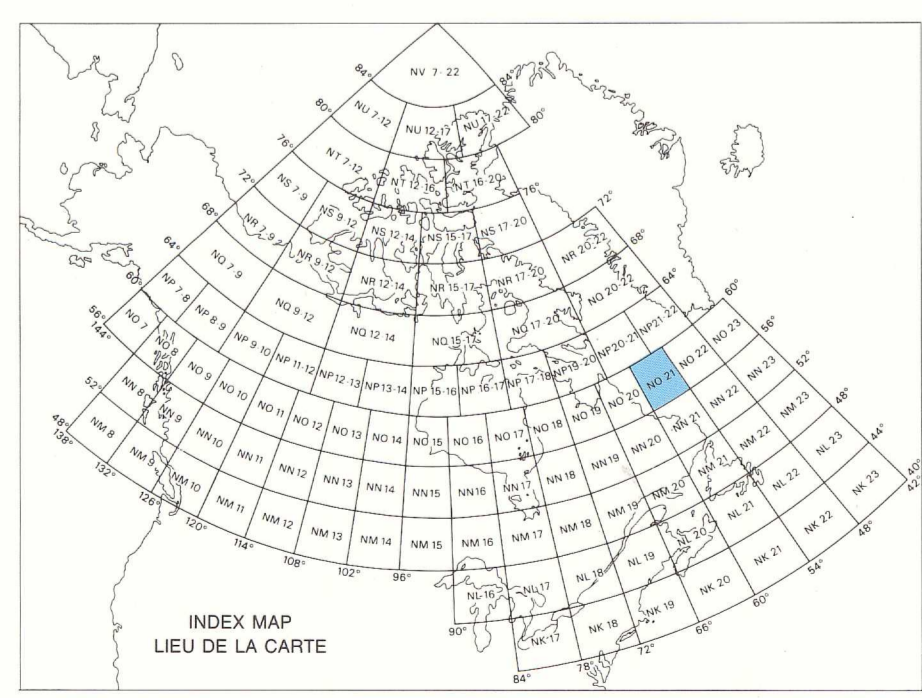 NV 7-22
84° 84°
80° NU 7-12 NU 12-17 NU 17-22 80°
76° NT 7-12 NT 12-16 NT 16-20 76°
72° NS 7-9 NS 9-12 NS 12-14 NS 15-17 NS 17-20 72°
68° NR 7-9 NR 9-12 NR 12-14 NR 15-17 NR 17-20 NR 20-22 68°
64° NQ 7-9 NQ 9-12 NQ 12-14 NQ 15-17 NQ 17-20 NQ 20-22 64°
60° NP 7-8 NP 8-9 NP 9-10 NP 11-12 NP 12-13 NP 13-14 NP 15-16 NP 16-17 NP 17-18 NP 19-20 NP 20-21 NP 21-22 60°
56° NO 7 NO 8 NO 9 NO 10 NO 11 NO 12 NO 13 NO 14 NO 15 NO 16 NO 17 NO 18 NO 19 NO 20 NO 21 NO 22 NO 23 56°
144°
52° NN 8 NN 9 NN 10 NN 11 NN 12 NN 13 NN 14 NN 15 NN 16 NN 17 NN 18 NN 19 NN 20 NN 21 NN 22 NN 23 52°
48° NM 8 NM 9 NM 10 NM 11 NM 12 NM 13 NM 14 NM 15 NM 16 NM 17 NM 18 NM 19 NM 20 NM 21 NM 22 NM 23 48°
138° 132° 126° 120° 114° 108° 102° 96°
NL-16 NL 17 NL 18 NL 19 NL 20 NL 21 NL 22 NL 23 44°
90°
NK 17 NK 18 NK 19 NK 20 NK 21 NK 22 NK 23 40°
84° 78° 72° 66° 60° 54° 48° 42°
INDEX MAP
LIEU DE LA CARTE